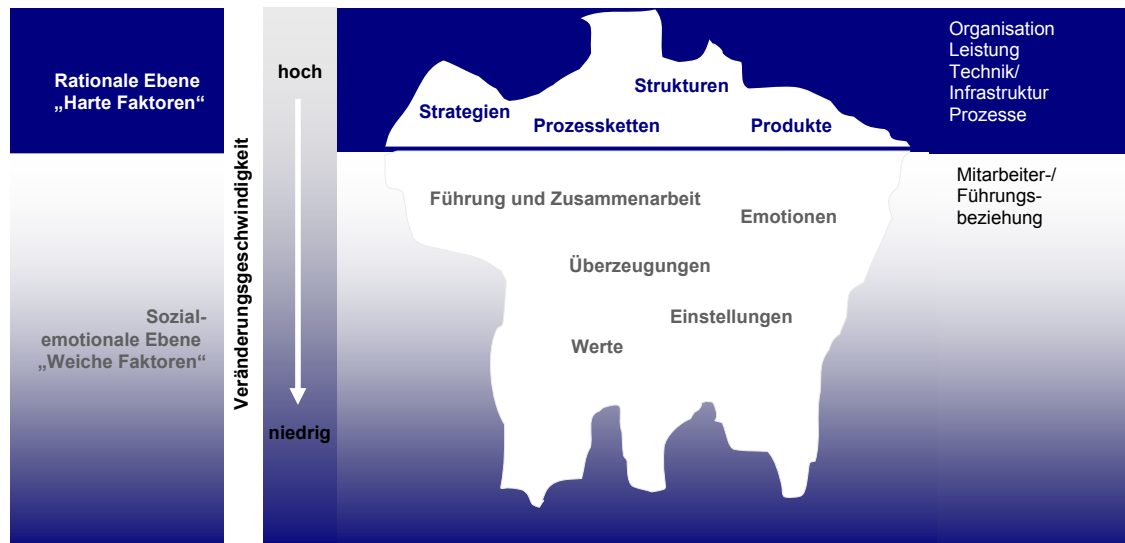 Rationale Ebene
„Harte Faktoren“
Sozial-
emotionale Ebene
„Weiche Faktoren“
Veränderungsgeschwindigkeit
hoch
niedrig
Strukturen
Strategien
Prozessketten
Produkte
Führung und Zusammenarbeit
Emotionen
Überzeugungen
Einstellungen
Werte
Organisation
Leistung
Technik/
Infrastruktur
Prozesse
Mitarbeiter-/
Führungs-
beziehung